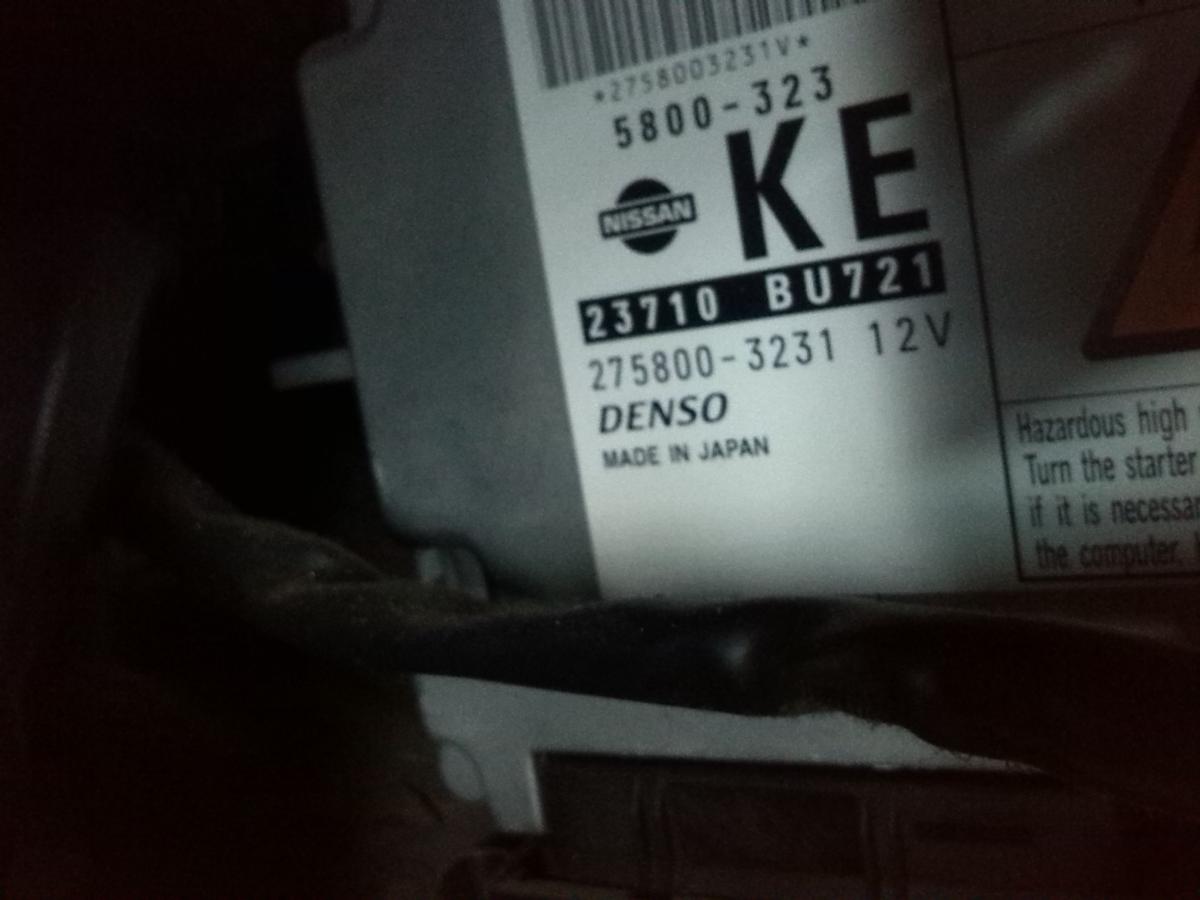 *2758003231V*
5800-323
KE
NISSAN
23710 BU721
275800-3231 12V
DENSO
MADE IN JAPAN
Hazardous high
Turn the starter
if it is necessar
the computer.